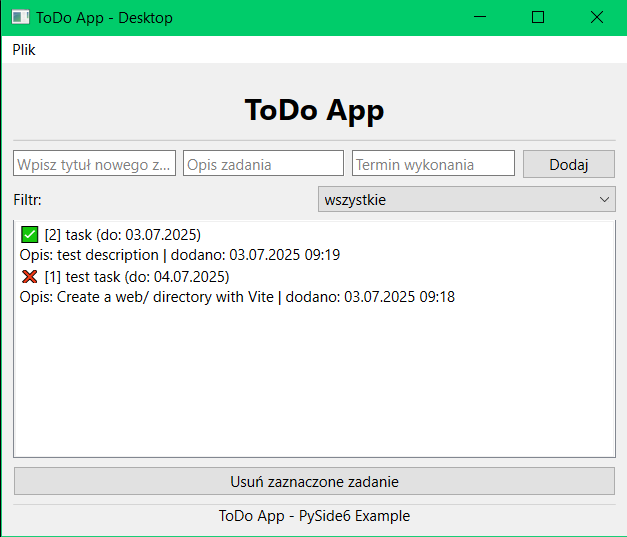 ToDo App - Desktop
Plik
ToDo App
Wpisz tytuł nowego z... Opis zadania Termin wykonania Dodaj
Filtr: wszystkie
[2] task (do: 03.07.2025)
Opis: test description | dodano: 03.07.2025 09:19
[1] test task (do: 04.07.2025)
Opis: Create a web/ directory with Vite | dodano: 03.07.2025 09:18
Usuń zaznaczone zadanie
ToDo App - PySide6 Example